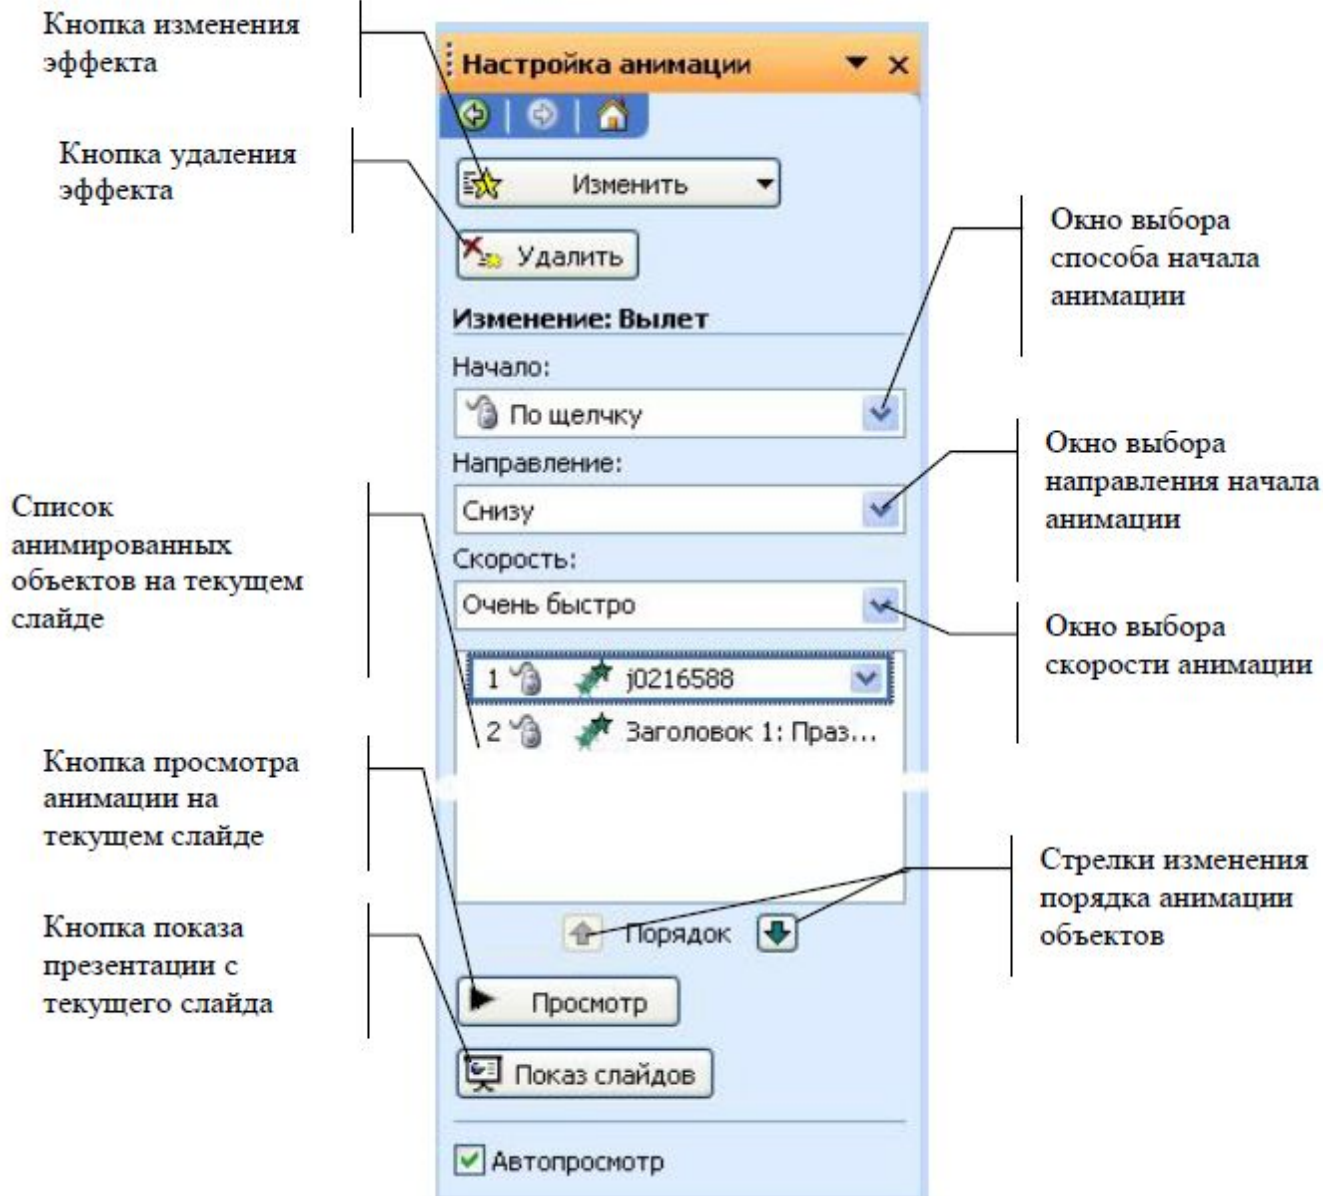 Кнопка изменения
эффекта
Кнопка удаления
эффекта
Список
анимированных
объектов на текущем
слайде
Кнопка просмотра
анимации на
текущем слайде
Кнопка показа
презентации с
текущего слайда
Настройка анимации
Изменить
Удалить
Изменение: Вылет
Начало:
По щелчку
Направление:
Снизу
Скорость:
Очень быстро
1 j0216588
2 Заголовок 1: Праз...
Порядок
Просмотр
Показ слайдов
Автопросмотр
Окно выбора
способа начала
анимации
Окно выбора
направления начала
анимации
Окно выбора
скорости анимации
Стрелки изменения
порядка анимации
объектов